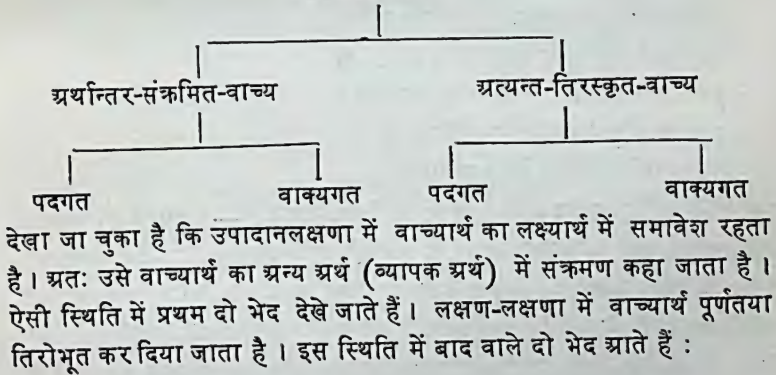 अर्थान्तर-संक्रमित-वाच्य अत्यन्त-तिरस्कृत-वाच्य
पदगत वाक्यगत पदगत वाक्यगत
देखा जा चुका है कि उपादानलक्षणा में वाच्यार्थ का लक्ष्यार्थ में समावेश रहता
है। अतः उसे वाच्यार्थ का अन्य अर्थ (व्यापक अर्थ) में संक्रमण कहा जाता है।
ऐसी स्थिति में प्रथम दो भेद देखे जाते हैं। लक्षण-लक्षणा में वाच्यार्थ पूर्णतया
तिरोभूत कर दिया जाता है। इस स्थिति में बाद वाले दो भेद आते हैं :